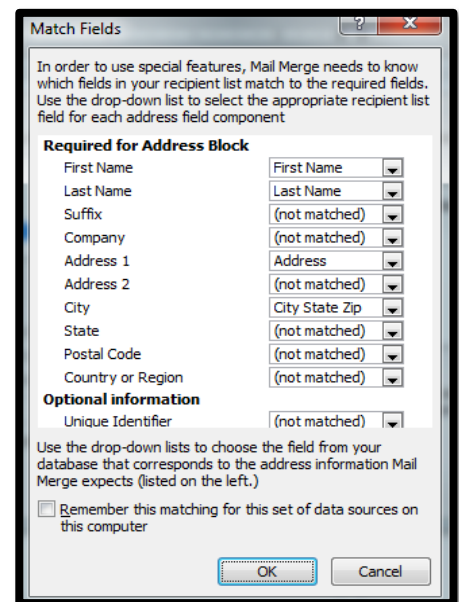 Match Fields
?
In order to use special features, Mail Merge needs to know
which fields in your recipient list match to the required fields.
Use the drop-down list to select the appropriate recipient list
field for each address field component
Required for Address Block
First Name First Name
Last Name Last Name
Suffix (not matched)
Company (not matched)
Address 1 Address
Address 2 (not matched)
City City State Zip
State (not matched)
Postal Code (not matched)
Country or Region (not matched)
Optional information
Unique Identifier (not matched)
Use the drop-down lists to choose the field from your
database that corresponds to the address information Mail
Merge expects (listed on the left.)
Remember this matching for this set of data sources on
this computer
OK Cancel